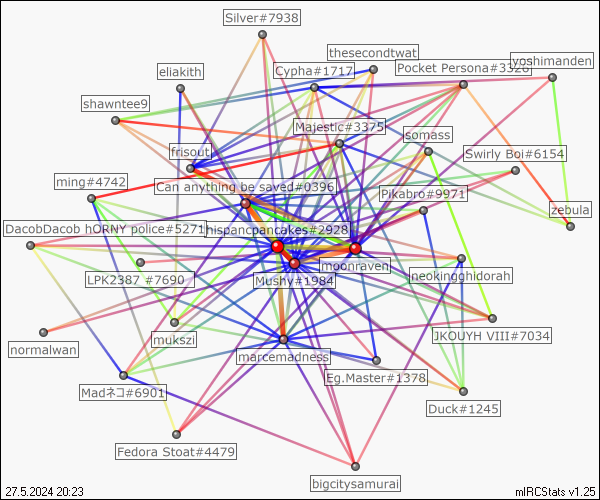 Silver#7938
thesecondtwat
yoshimanden
eliakith
Cypha#1717
Pocket Persona#3326
shawntee9
Majestic#3375
somass
frisout
Swirly Boi#6154
ming#4742
Can anything be saved#0396
Pikabro#9971
zebula
DacobDacob hORNY police#5271
hispancpancakes#2928
moonraven
LPK2387 #7690
Mushy#1984
neokingghidorah
mukszi
JKOUYH VIII#7034
normalwan
marcemadness
Eg.Master#1378
Madネコ#6901
Duck#1245
Fedora Stoat#4479
bigcitysamurai
27.5.2024 20:23
mIRCStats v1.25